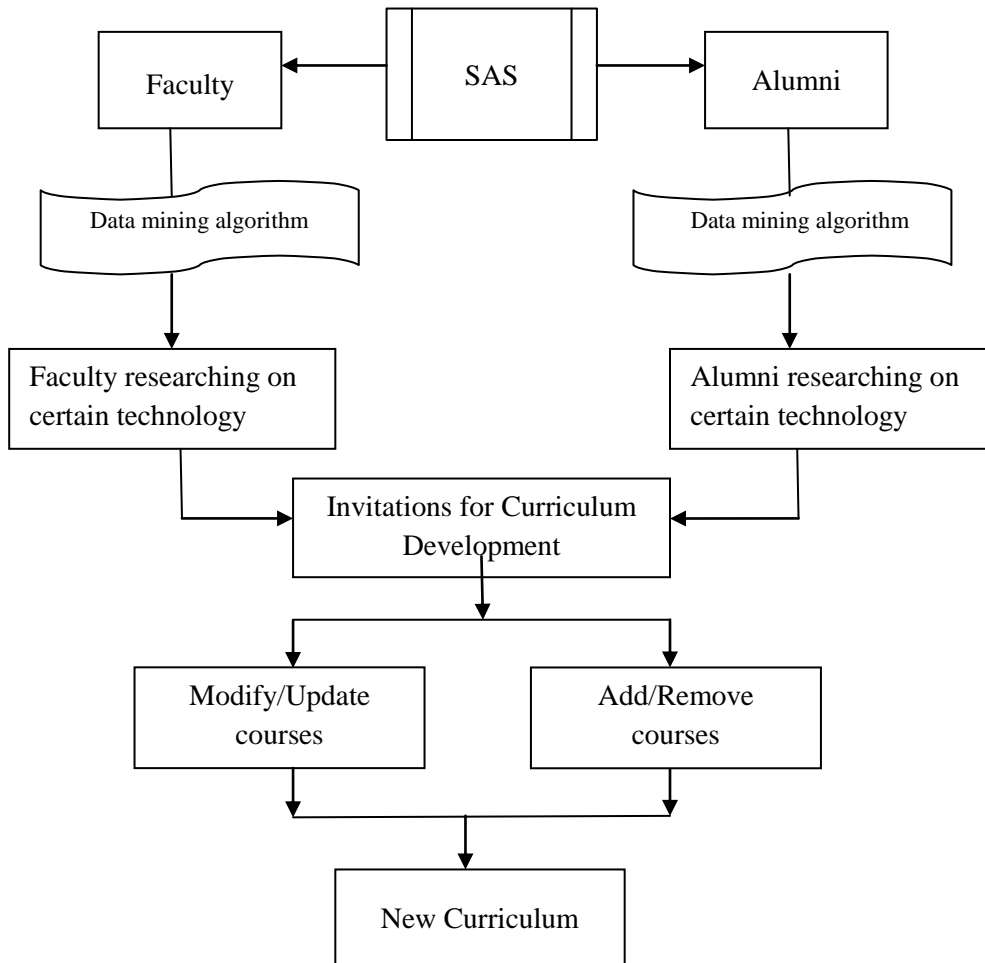 Faculty
SAS
Alumni
Data mining algorithm
Data mining algorithm
Faculty researching on
certain technology
Alumni researching on
certain technology
Invitations for Curriculum
Development
Modify/Update
courses
Add/Remove
courses
New Curriculum